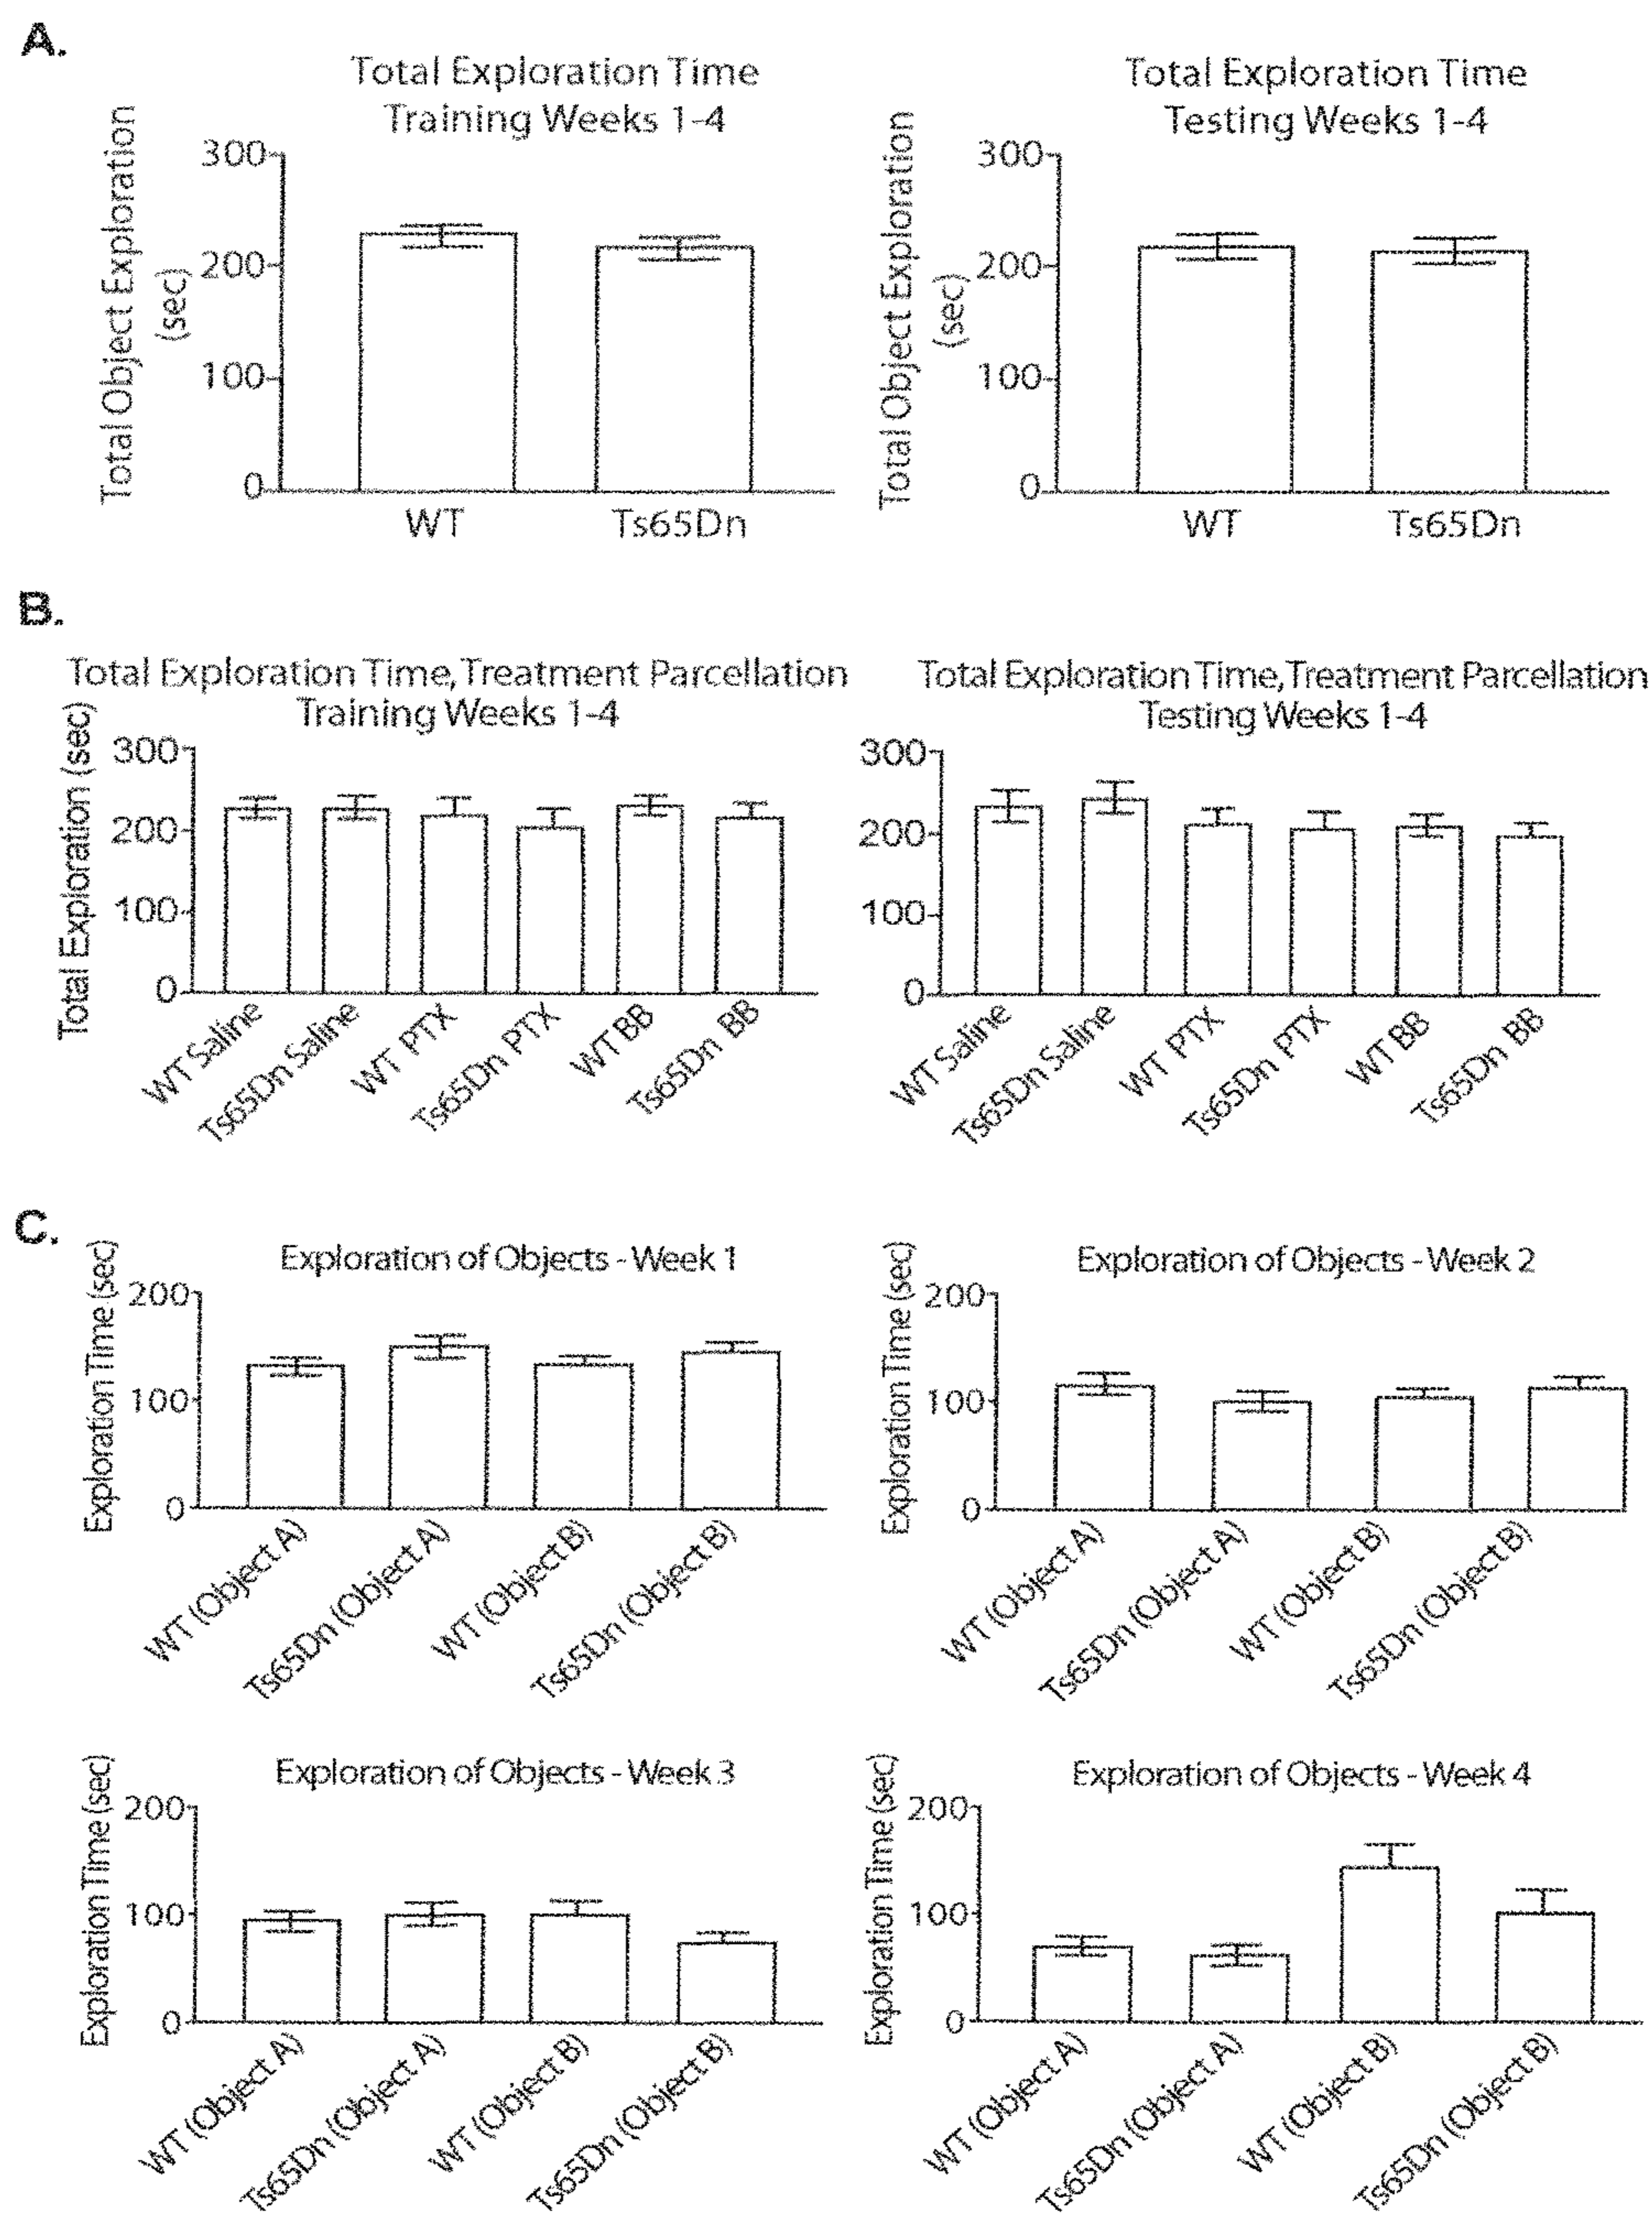 A.
Total Exploration Time
Training Weeks 1-4
Total Object Exploration
(sec)
300
200
100
0
WT
Ts65Dn
Total Exploration Time
Testing Weeks 1-4
Total Object Exploration
(sec)
300
200
100
0
WT
Ts65Dn
B.
Total Exploration Time, Treatment Parcellation
Training Weeks 1-4
Total Exploration (sec)
300
200
100
0
WT Saline
Ts65Dn Saline
WT PTX
Ts65Dn PTX
WT BB
Ts65Dn BB
Total Exploration Time, Treatment Parcellation
Testing Weeks 1-4
300
200
100
0
WT Saline
Ts65Dn Saline
WT PTX
Ts65Dn PTX
WT BB
Ts65Dn BB
C.
Exploration of Objects - Week 1
Exploration Time (sec)
200
100
0
WT (Object A)
Ts65Dn (Object A)
WT (Object B)
Ts65Dn (Object B)
Exploration of Objects - Week 2
Exploration Time (sec)
200
100
0
WT (Object A)
Ts65Dn (Object A)
WT (Object B)
Ts65Dn (Object B)
Exploration of Objects - Week 3
Exploration Time (sec)
200
100
0
WT (Object A)
Ts65Dn (Object A)
WT (Object B)
Ts65Dn (Object B)
Exploration of Objects - Week 4
Exploration Time (sec)
200
100
0
WT (Object A)
Ts65Dn (Object A)
WT (Object B)
Ts65Dn (Object B)